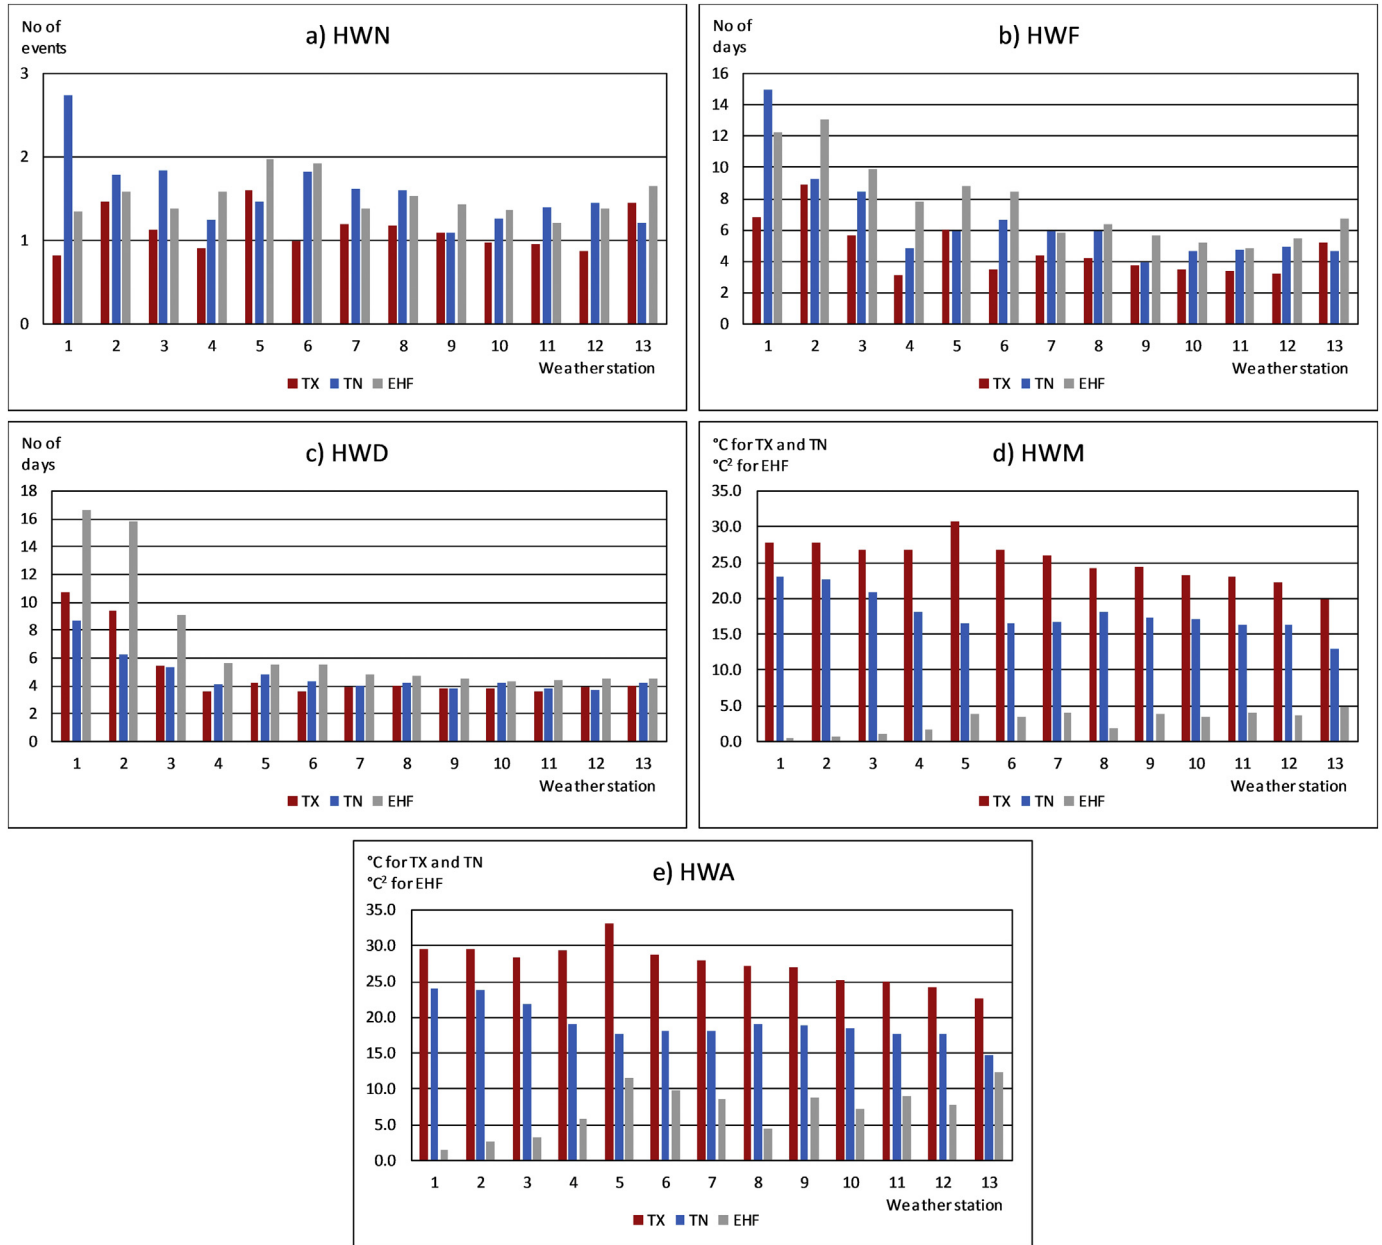 No of
events
a) HWN
3
2
1
0
1 2 3 4 5 6 7 8 9 10 11 12 13
Weather station
TX TN EHF
No of
days
b) HWF
16
14
12
10
8
6
4
2
0
1 2 3 4 5 6 7 8 9 10 11 12 13
Weather station
TX TN EHF
No of
days
c) HWD
18
16
14
12
10
8
6
4
2
0
1 2 3 4 5 6 7 8 9 10 11 12 13
Weather station
TX TN EHF
°C for TX and TN
°C² for EHF
d) HWM
35.0
30.0
25.0
20.0
15.0
10.0
5.0
0.0
1 2 3 4 5 6 7 8 9 10 11 12 13
Weather station
TX TN EHF
°C for TX and TN
°C² for EHF
e) HWA
35.0
30.0
25.0
20.0
15.0
10.0
5.0
0.0
1 2 3 4 5 6 7 8 9 10 11 12 13
Weather station
TX TN EHF